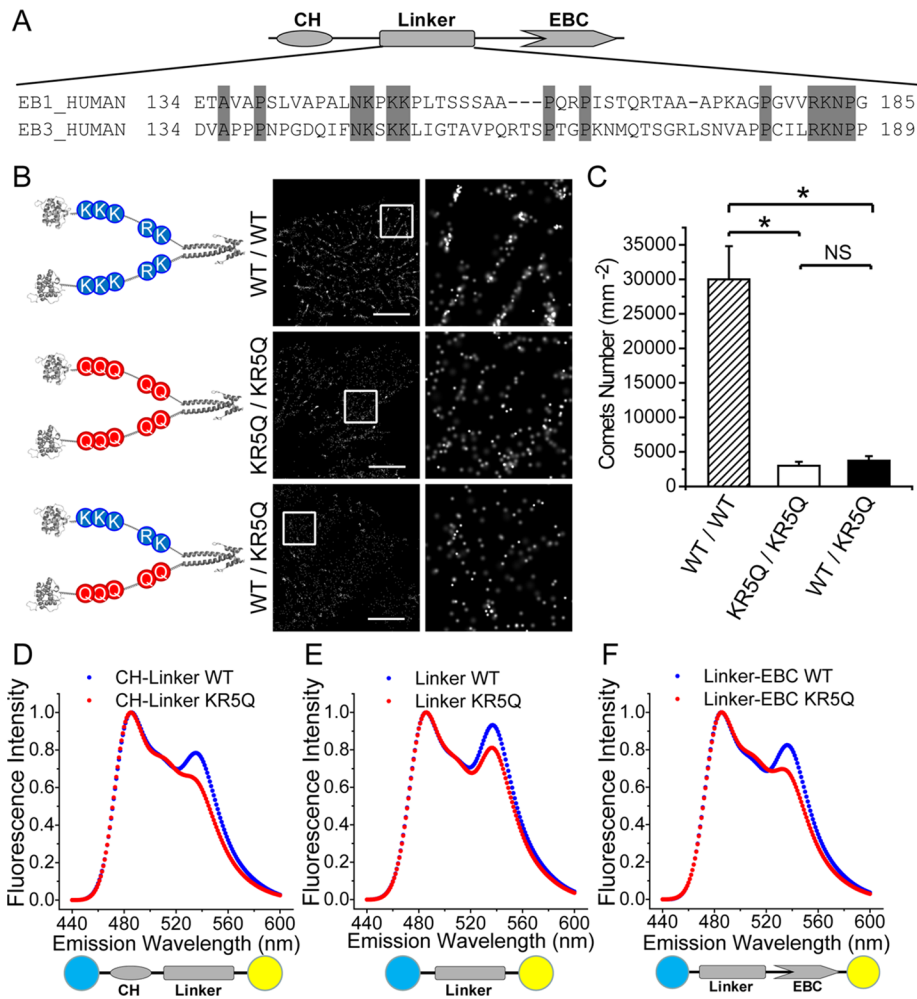 A
CH Linker EBC
EB1_HUMAN 134 ETAVAPSLVAPALNKPKKPLTSSSAA---PQRPISTQRTAA-APKAGPGVVRKNPG 185
EB3_HUMAN 134 DVAPPPNPGDQIFNKSKKLIGTAVPQRTSPTGPKNMQTSGRLSNVAPPCILRKNPP 189
B
K K K R K
K K K R K
WT / WT
Q Q Q Q Q
Q Q Q Q Q
KR5Q / KR5Q
K K K R K
Q Q Q Q Q
WT / KR5Q
C
Comets Number (mm-2)
35000
30000
25000
20000
15000
10000
5000
0
*
*
NS
WT / WT
KR5Q / KR5Q
WT / KR5Q
D
CH-Linker WT
CH-Linker KR5Q
Fluorescence Intensity
1.0
0.8
0.6
0.4
0.2
0.0
440 480 520 560 600
Emission Wavelength (nm)
CH Linker
E
Linker WT
Linker KR5Q
Fluorescence Intensity
1.0
0.8
0.6
0.4
0.2
0.0
440 480 520 560 600
Emission Wavelength (nm)
Linker
F
Linker-EBC WT
Linker-EBC KR5Q
Fluorescence Intensity
1.0
0.8
0.6
0.4
0.2
0.0
440 480 520 560 600
Emission Wavelength (nm)
Linker EBC